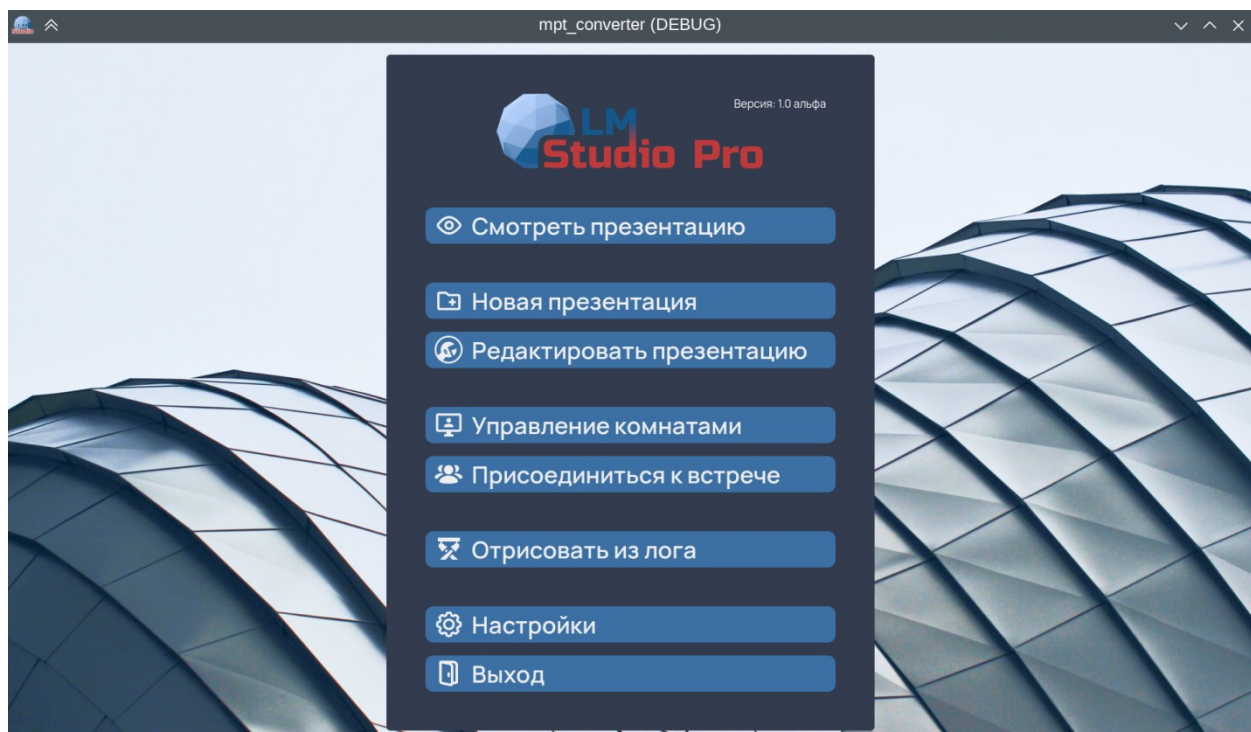 mpt_converter (DEBUG)
Версия: 1.0 альфа
LM
Studio Pro
Смотреть презентацию
Новая презентация
Редактировать презентацию
Управление комнатами
Присоединиться к встрече
Отрисовать из лога
Настройки
Выход